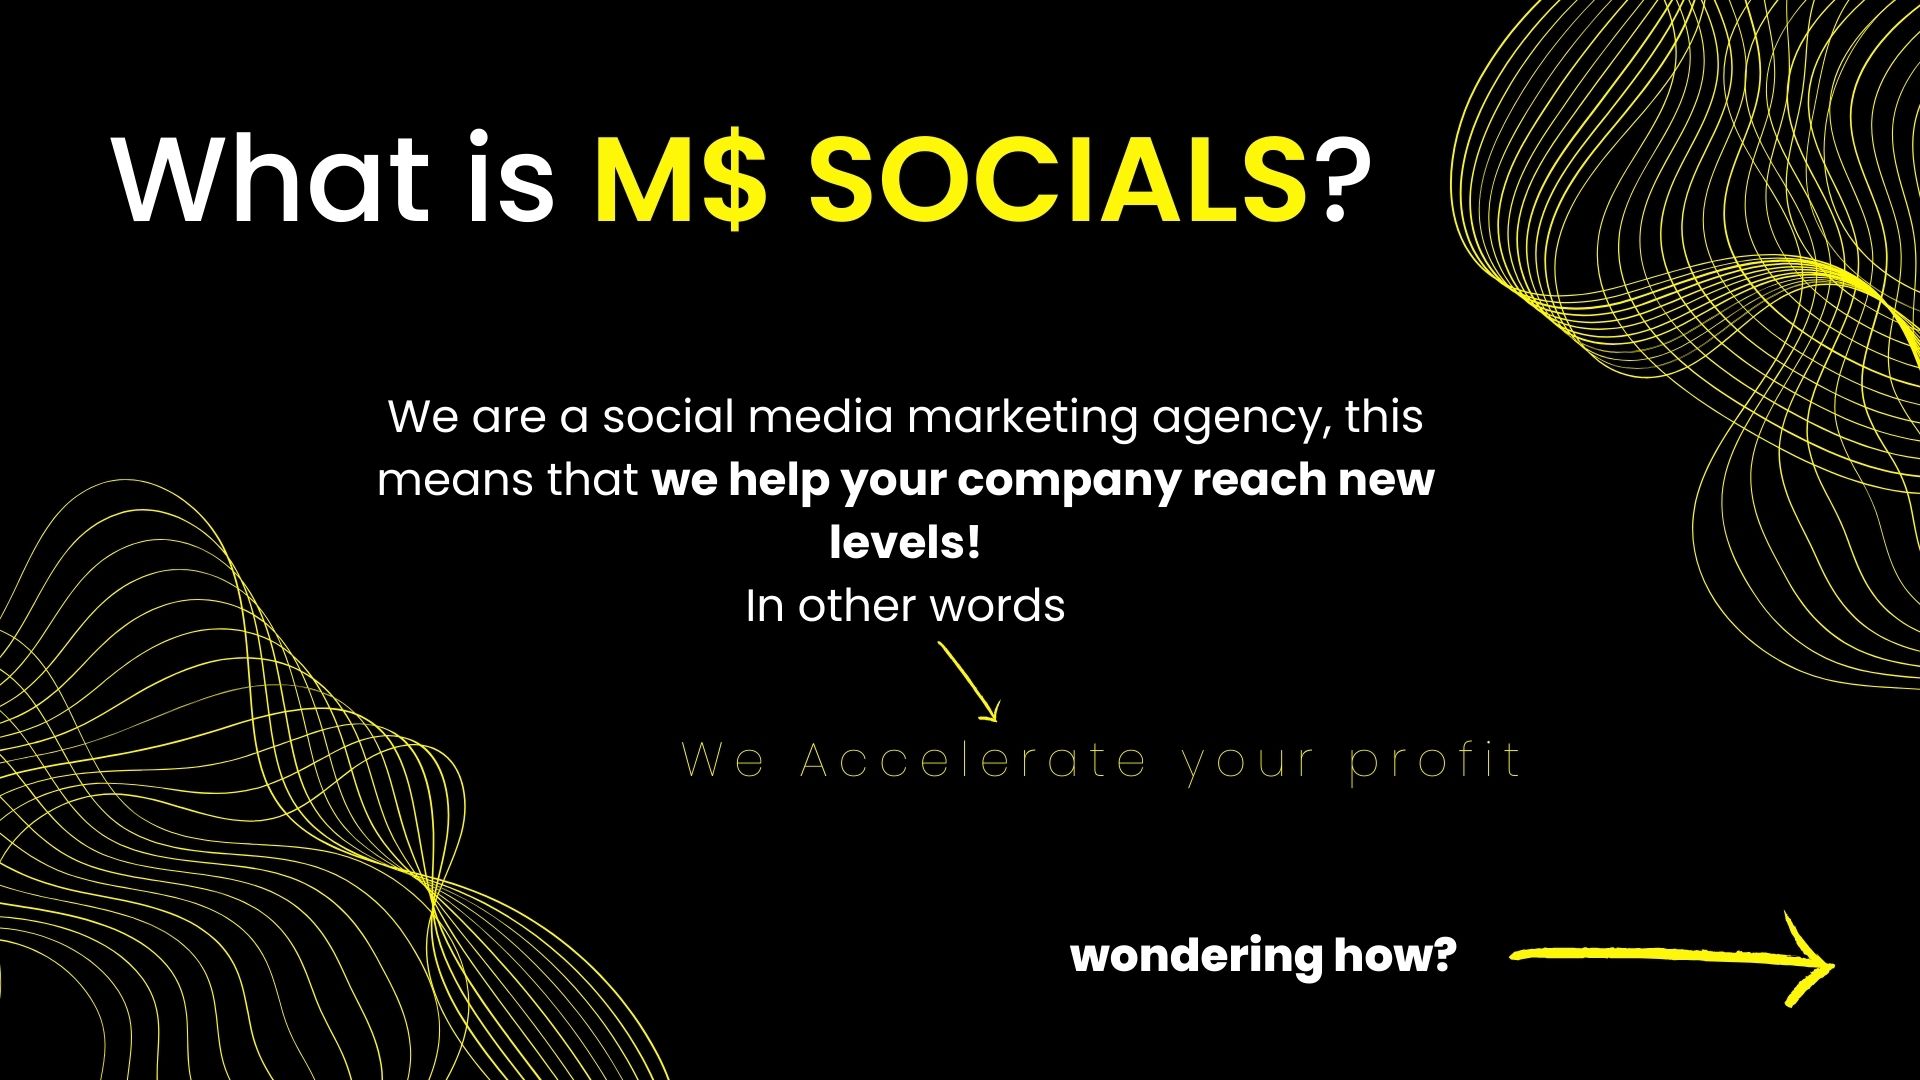 What is M$ SOCIALS?
We are a social media marketing agency, this
means that we help your company reach new
levels!
In other words
We Accelerate your profit
wondering how?